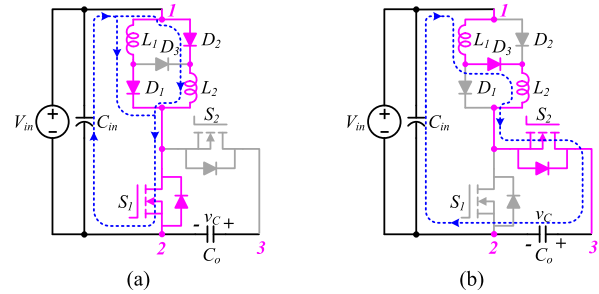 1
L1 D2
D3
D1 L2
Vin Cin
S2
S1
- vC +
2 Co 3
(a)
1
L1 D2
D3
D1 L2
Vin Cin
S2
S1
- vC +
2 Co 3
(b)